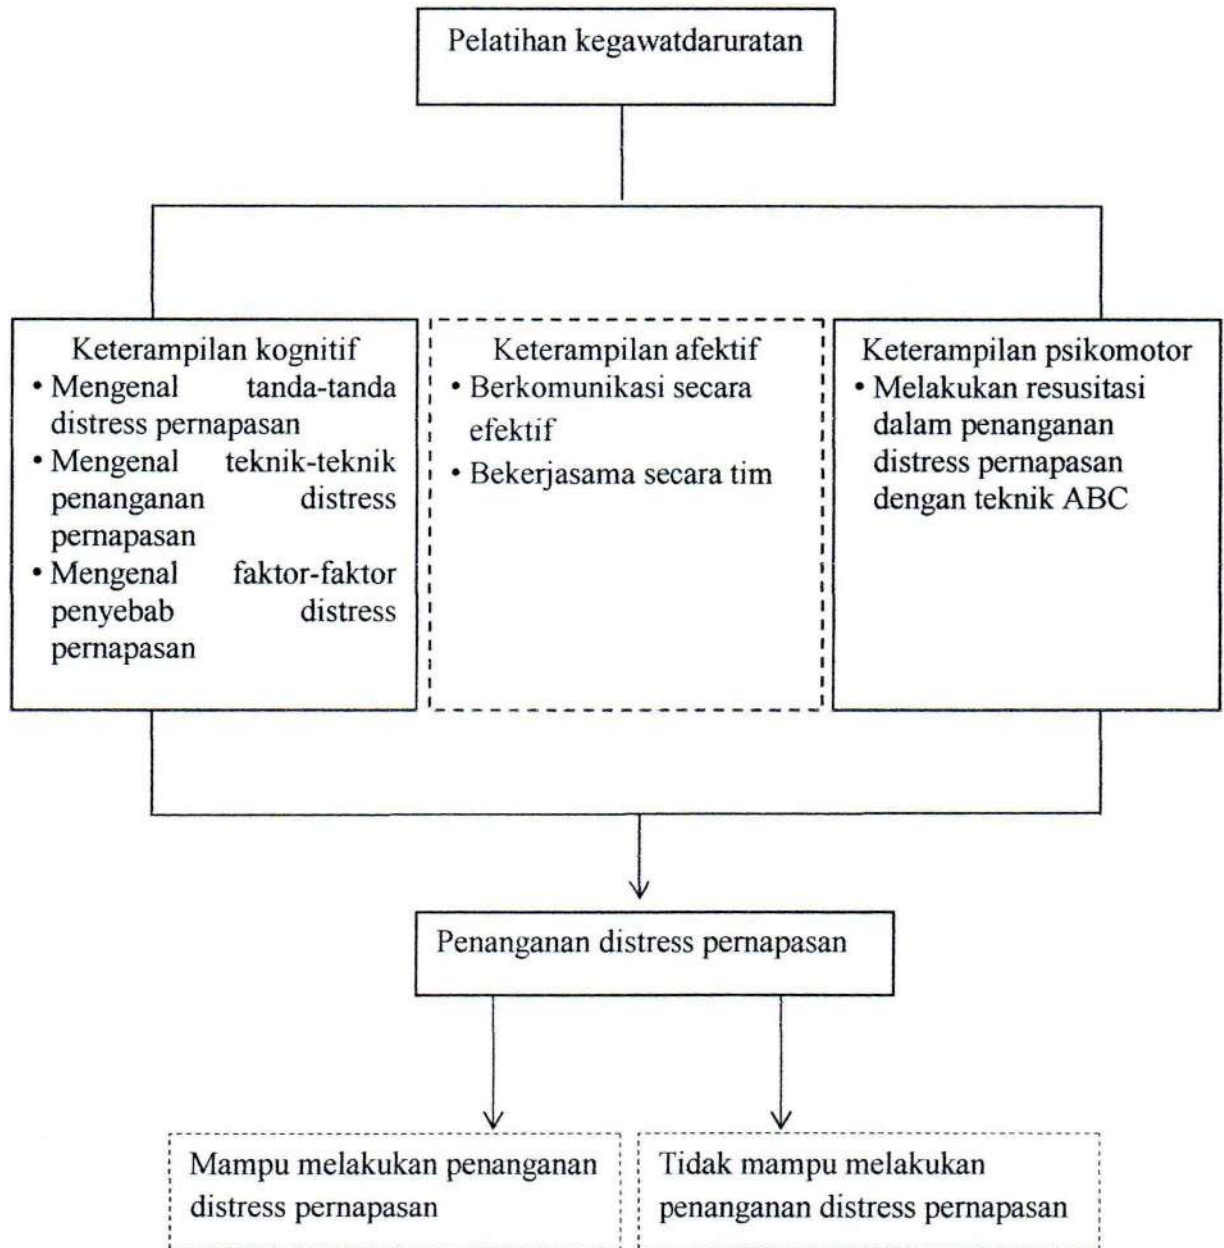 Pelatihan kegawatdaruratan
Keterampilan kognitif
• Mengenal tanda-tanda
distress pernapasan
• Mengenal teknik-teknik
penanganan distress
pernapasan
• Mengenal faktor-faktor
penyebab distress
pernapasan
Keterampilan afektif
• Berkomunikasi secara
efektif
• Bekerjasama secara tim
Keterampilan psikomotor
• Melakukan resusitasi
dalam penanganan
distress pernapasan
dengan teknik ABC
Penanganan distress pernapasan
Mampu melakukan penanganan
distress pernapasan
Tidak mampu melakukan
penanganan distress pernapasan